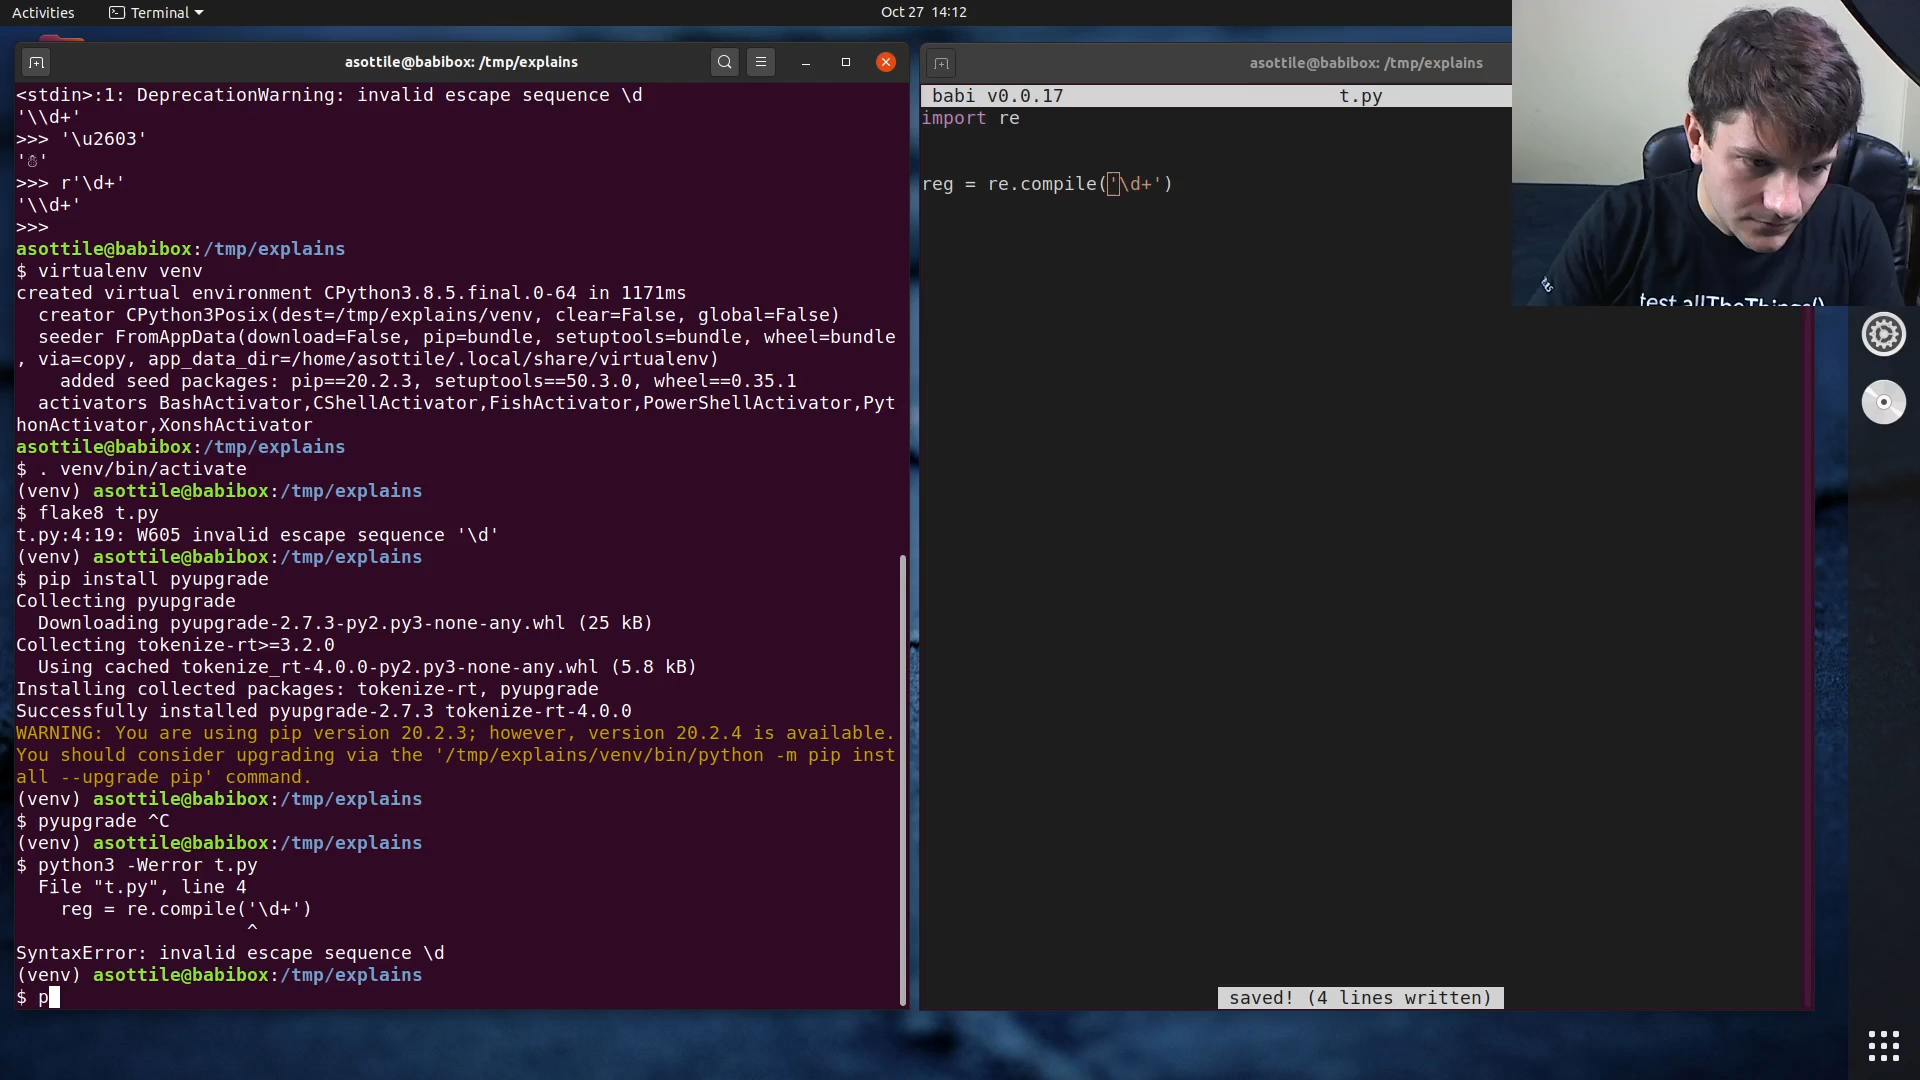 Activities
Terminal
Oct 27 14:12
asottile@babibox: /tmp/explains
<stdin>:1: DeprecationWarning: invalid escape sequence \d
'\\d+'
>>> '\u2603'
'☃'
>>> r'\d+'
'\\d+'
>>>
asottile@babibox:/tmp/explains
$ virtualenv venv
created virtual environment CPython3.8.5.final.0-64 in 1171ms
  creator CPython3Posix(dest=/tmp/explains/venv, clear=False, global=False)
  seeder FromAppData(download=False, pip=bundle, setuptools=bundle, wheel=bundle
, via=copy, app_data_dir=/home/asottile/.local/share/virtualenv)
    added seed packages: pip==20.2.3, setuptools==50.3.0, wheel==0.35.1
  activators BashActivator,CShellActivator,FishActivator,PowerShellActivator,Pyt
honActivator,XonshActivator
asottile@babibox:/tmp/explains
$ . venv/bin/activate
(venv) asottile@babibox:/tmp/explains
$ flake8 t.py
t.py:4:19: W605 invalid escape sequence '\d'
(venv) asottile@babibox:/tmp/explains
$ pip install pyupgrade
Collecting pyupgrade
  Downloading pyupgrade-2.7.3-py2.py3-none-any.whl (25 kB)
Collecting tokenize-rt>=3.2.0
  Using cached tokenize_rt-4.0.0-py2.py3-none-any.whl (5.8 kB)
Installing collected packages: tokenize-rt, pyupgrade
Successfully installed pyupgrade-2.7.3 tokenize-rt-4.0.0
WARNING: You are using pip version 20.2.3; however, version 20.2.4 is available.
You should consider upgrading via the '/tmp/explains/venv/bin/python -m pip inst
all --upgrade pip' command.
(venv) asottile@babibox:/tmp/explains
$ pyupgrade ^C
(venv) asottile@babibox:/tmp/explains
$ python3 -Werror t.py
  File "t.py", line 4
    reg = re.compile('\d+')
                     ^
SyntaxError: invalid escape sequence \d
(venv) asottile@babibox:/tmp/explains
$ p
asottile@babibox: /tmp/explains
babi v0.0.17 t.py
import re
reg = re.compile('\d+')
saved! (4 lines written)
test.allTheThings()